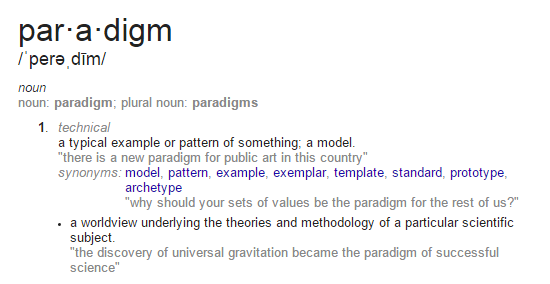 par·a·digm
/ˈperəˌdīm/
noun
noun: paradigm; plural noun: paradigms
1. technical
a typical example or pattern of something; a model.
"there is a new paradigm for public art in this country"
synonyms: model, pattern, example, exemplar, template, standard, prototype,
archetype
"why should your sets of values be the paradigm for the rest of us?"
• a worldview underlying the theories and methodology of a particular scientific
subject.
"the discovery of universal gravitation became the paradigm of successful
science"